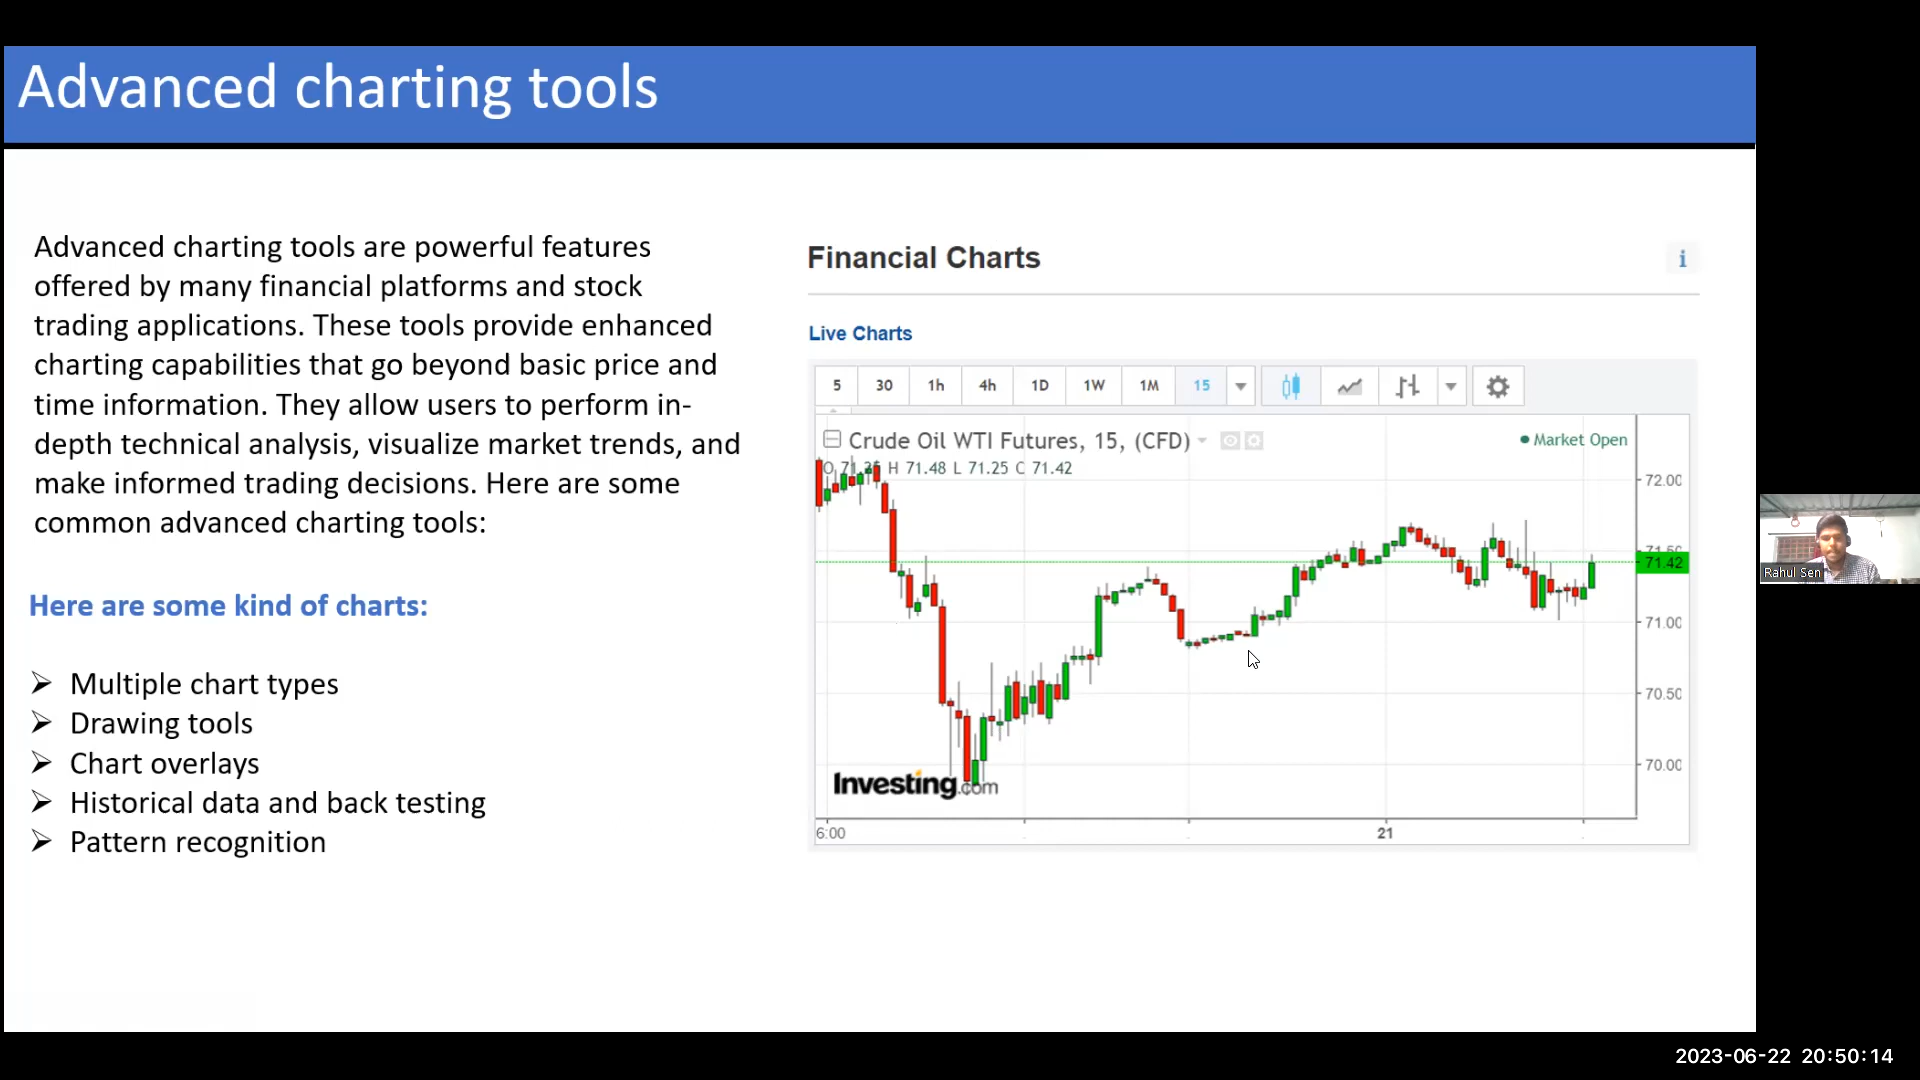 Advanced charting tools
Advanced charting tools are powerful features
offered by many financial platforms and stock
trading applications. These tools provide enhanced
charting capabilities that go beyond basic price and
time information. They allow users to perform in-
depth technical analysis, visualize market trends, and
make informed trading decisions. Here are some
common advanced charting tools:
Here are some kind of charts:
Multiple chart types
Drawing tools
Chart overlays
Historical data and back testing
Pattern recognition
Financial Charts
i
Live Charts
5 30 1h 4h 1D 1W 1M 15
Crude Oil WTI Futures, 15, (CFD)
Market Open
H 71.48 L 71.25 C 71.42
72.00
71.42
71.00
70.50
70.00
Investing.com
6:00 21
Rahul Sen
2023-06-22 20:50:14